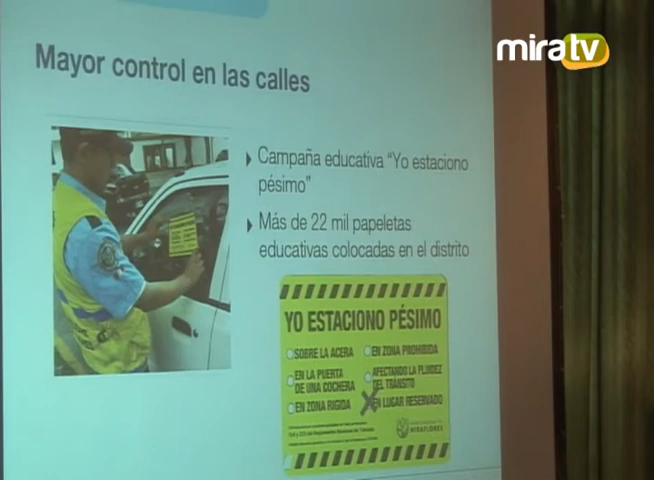 miratv
Mayor control en las calles
Campaña educativa “Yo estaciono
pésimo”
Más de 22 mil papeletas
educativas colocadas en el distrito
YO ESTACIONO PÉSIMO
SOBRE LA ACERA
EN ZONA PROHIBIDA
EN LA PUERTA
DE UNA COCHERA
AFECTANDO LA FLUIDEZ
DEL TRÁNSITO
EN ZONA RIGIDA
EN LUGAR RESERVADO
MIRAFLORES